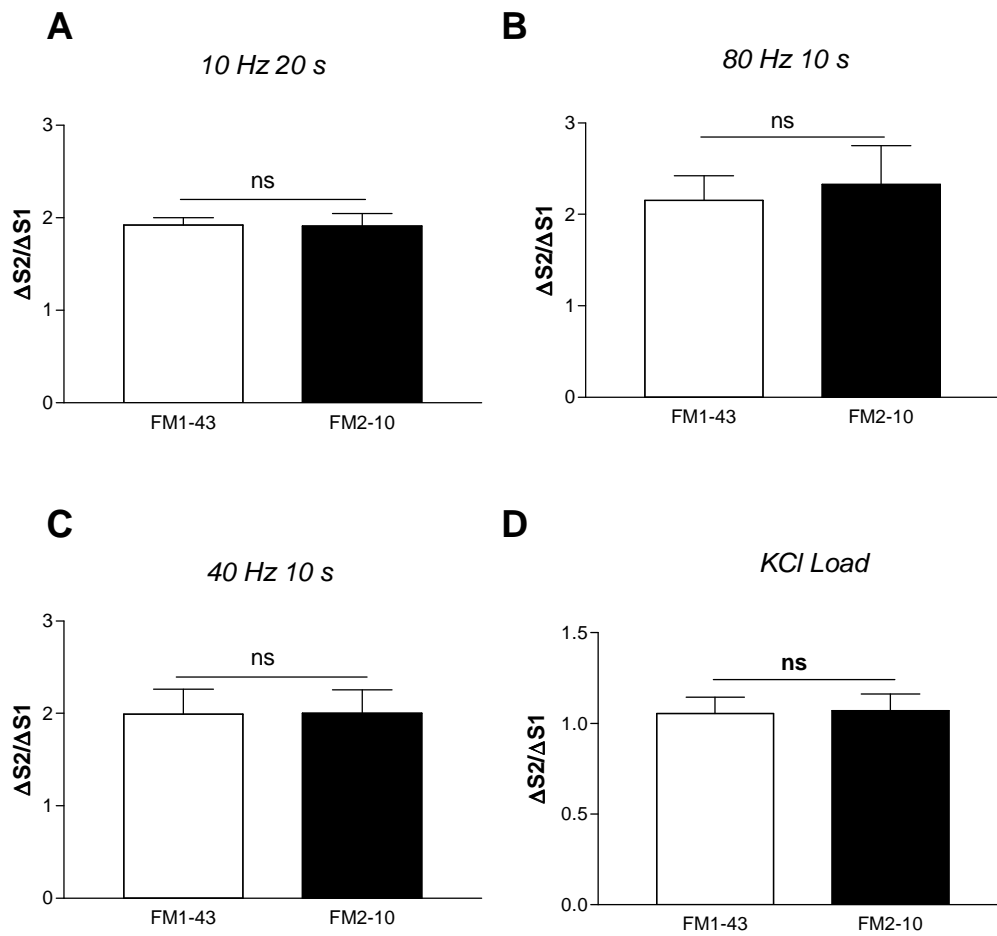 A
10 Hz 20 s
3
2
1
0
ΔS2/ΔS1
ns
FM1-43
FM2-10
B
80 Hz 10 s
3
2
1
0
ΔS2/ΔS1
ns
FM1-43
FM2-10
C
40 Hz 10 s
3
2
1
0
ΔS2/ΔS1
ns
FM1-43
FM2-10
D
KCl Load
1.5
1.0
0.5
0.0
ΔS2/ΔS1
ns
FM1-43
FM2-10